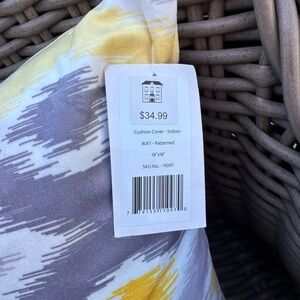 $34.99
Cushion Cover - Indoor
IKAT - Patterned
18"x18"
SKU No. - 11097